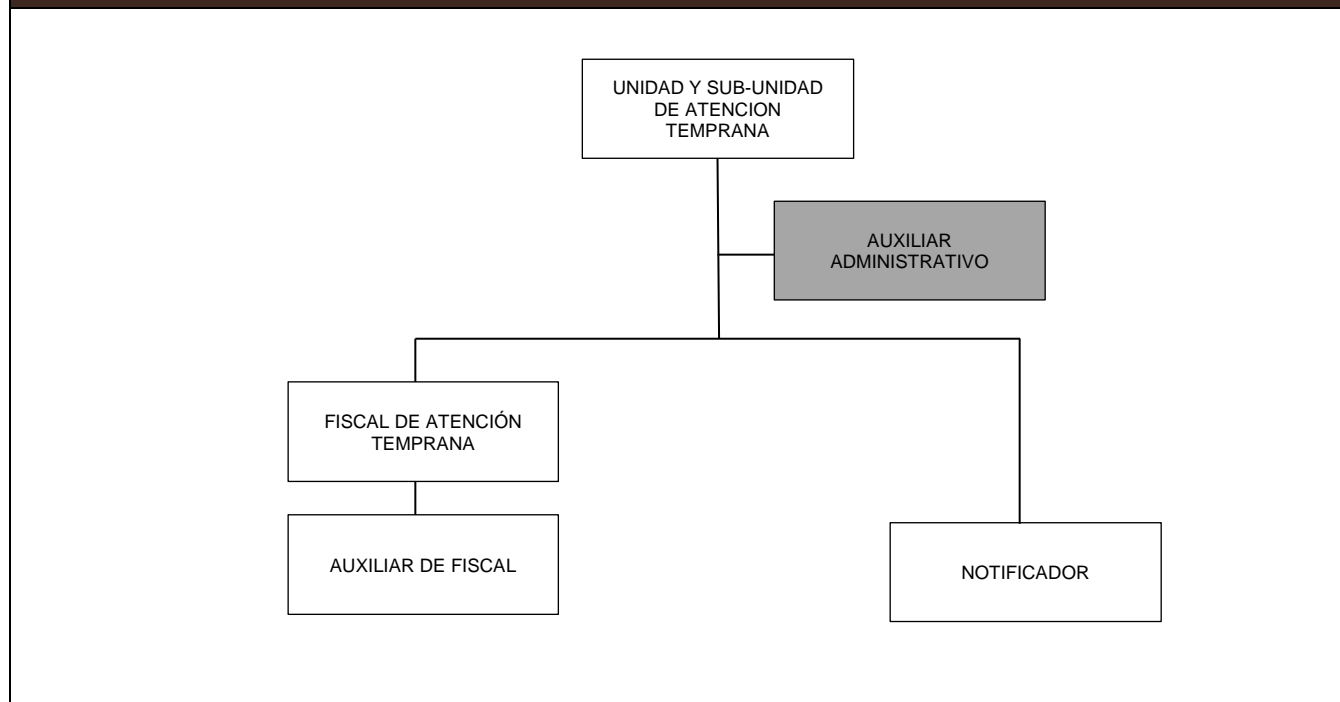 UNIDAD Y SUB-UNIDAD
DE ATENCION
TEMPRANA
AUXILIAR
ADMINISTRATIVO
FISCAL DE ATENCIÓN
TEMPRANA
AUXILIAR DE FISCAL
NOTIFICADOR